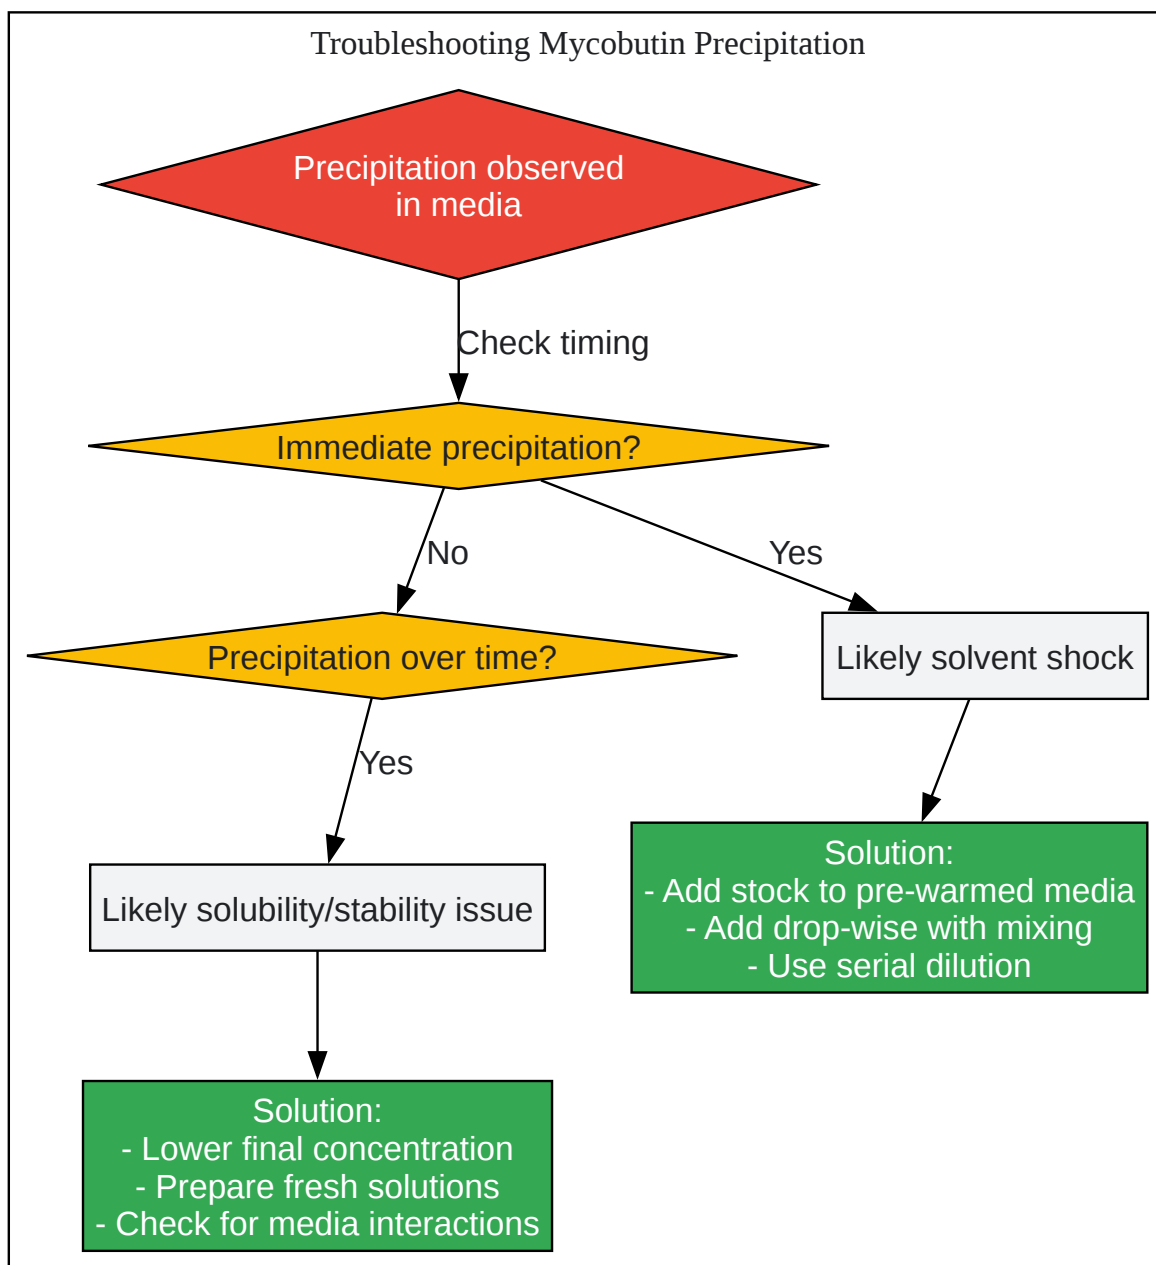 Troubleshooting Mycobutin Precipitation
Precipitation observed
in media
Check timing
Immediate precipitation?
No
Yes
Precipitation over time?
Likely solvent shock
Yes
Solution:
- Add stock to pre-warmed media
- Add drop-wise with mixing
- Use serial dilution
Likely solubility/stability issue
Solution:
- Lower final concentration
- Prepare fresh solutions
- Check for media interactions